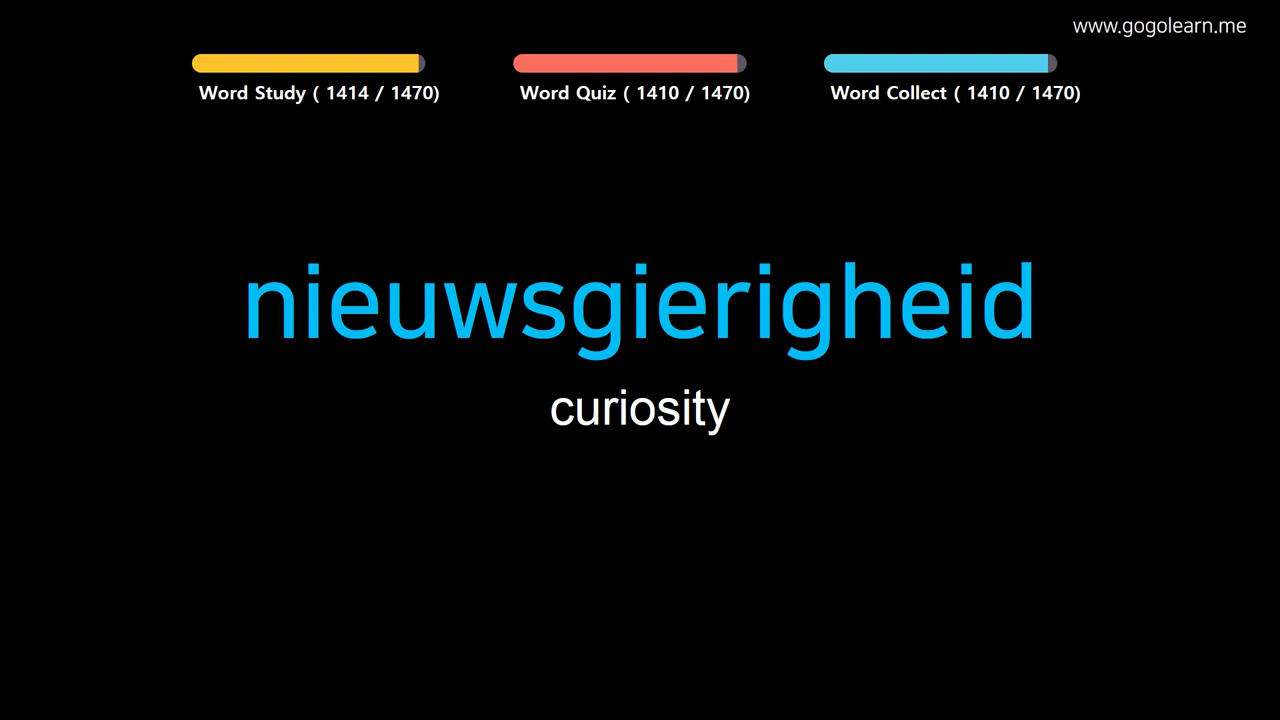 www.gogolearn.me
Word Study ( 1414 / 1470)
Word Quiz ( 1410 / 1470)
Word Collect ( 1410 / 1470)
nieuwsgierigheid
curiosity